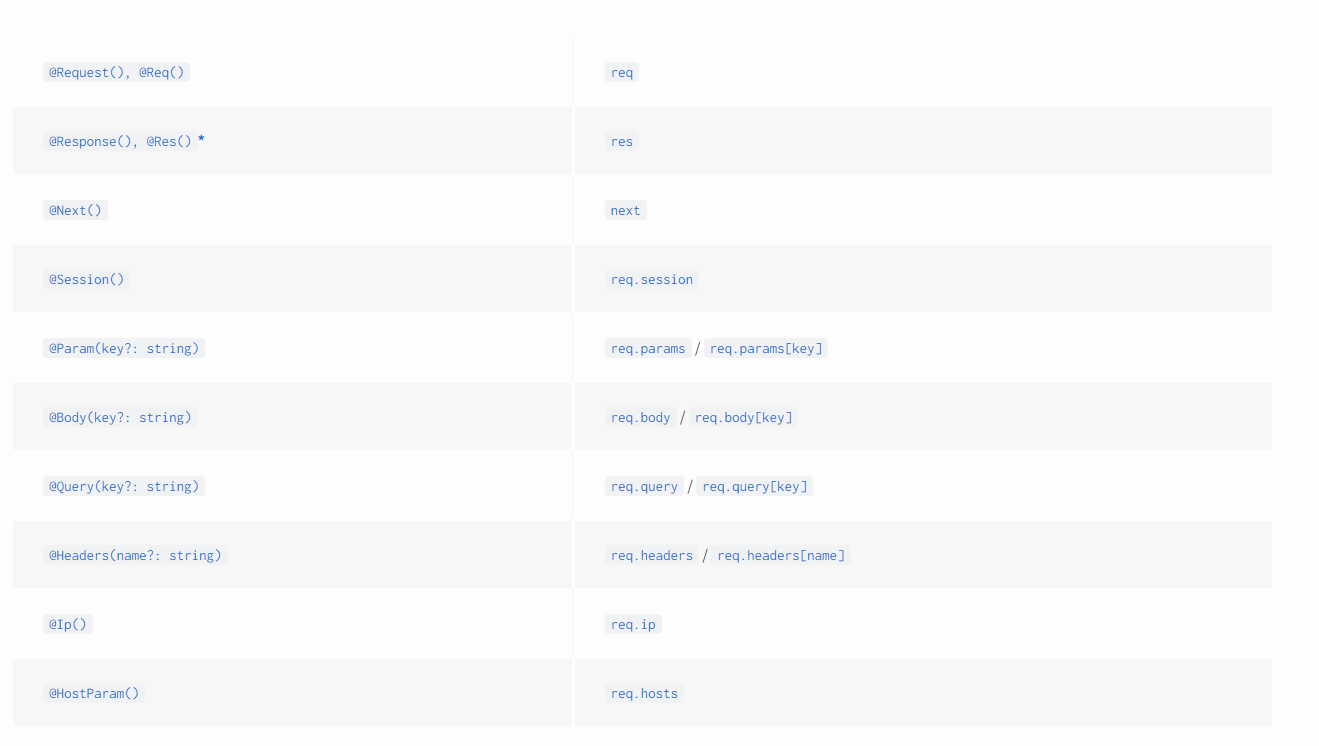 @Request(), @Req() req
@Response(), @Res() * res
@Next() next
@Session() req.session
@Param(key?: string) req.params / req.params[key]
@Body(key?: string) req.body / req.body[key]
@Query(key?: string) req.query / req.query[key]
@Headers(name?: string) req.headers / req.headers[name]
@Ip() req.ip
@HostParam() req.hosts